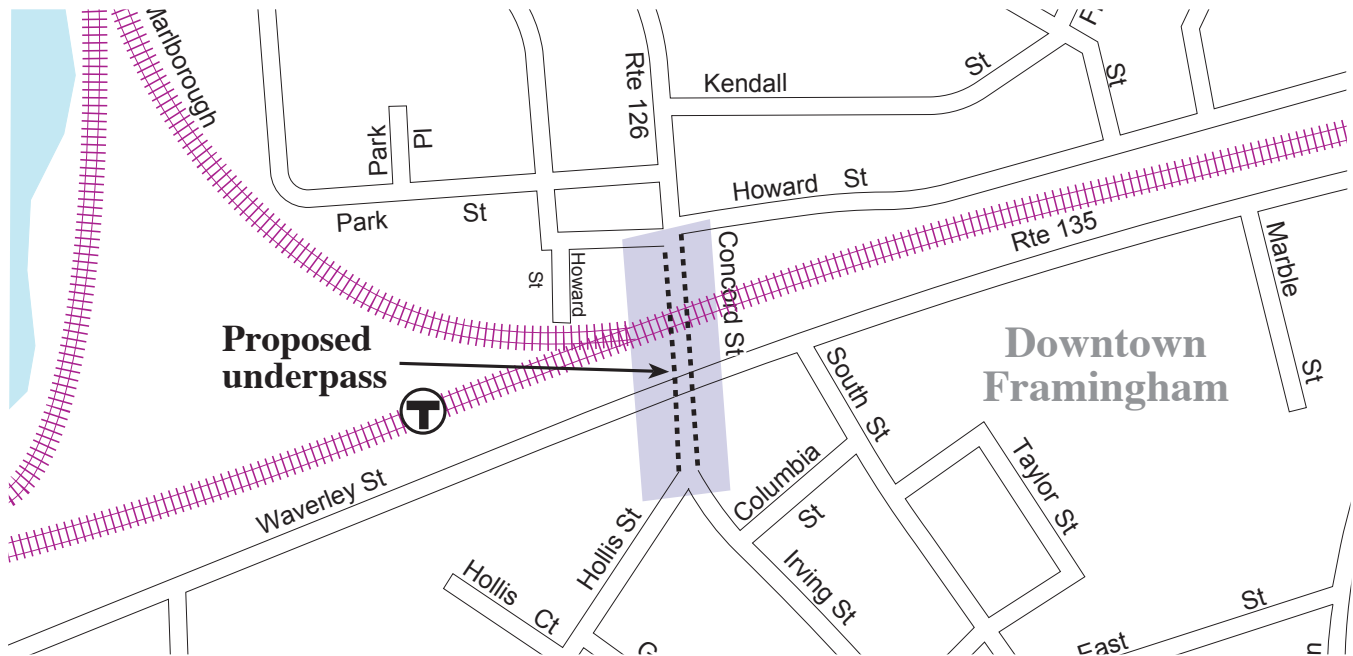 Marlborough
Rte 126
Kendall
St
St
Park
Pl
Park
St
Howard
St
Howard
St
Concord St
Rte 135
Marble
St
Proposed
underpass
T
Downtown
Framingham
South
St
Waverley St
Columbia
St
Taylor
St
Hollis St
Irving St
Hollis
Ct
St
East